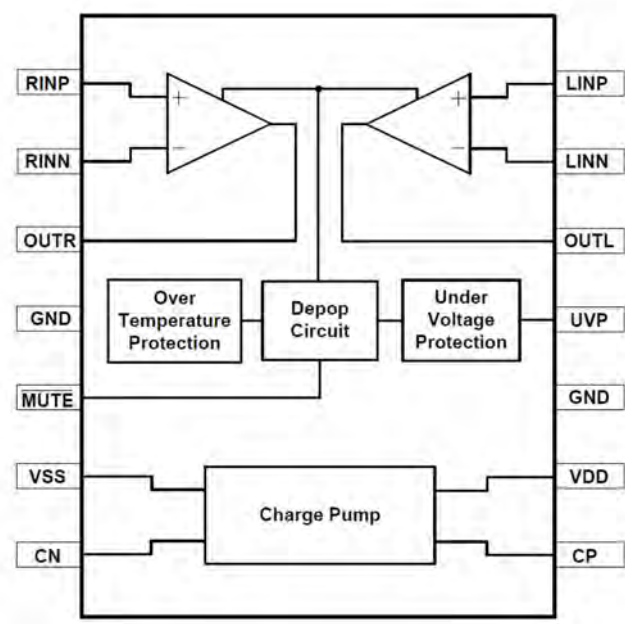 RINP
LINP
+
+
RINN
−
−
LINN
OUTR
OUTL
GND
Over
Temperature
Protection
Depop
Circuit
Under
Voltage
Protection
UVP
MUTE
GND
VSS
VDD
Charge Pump
CN
CP